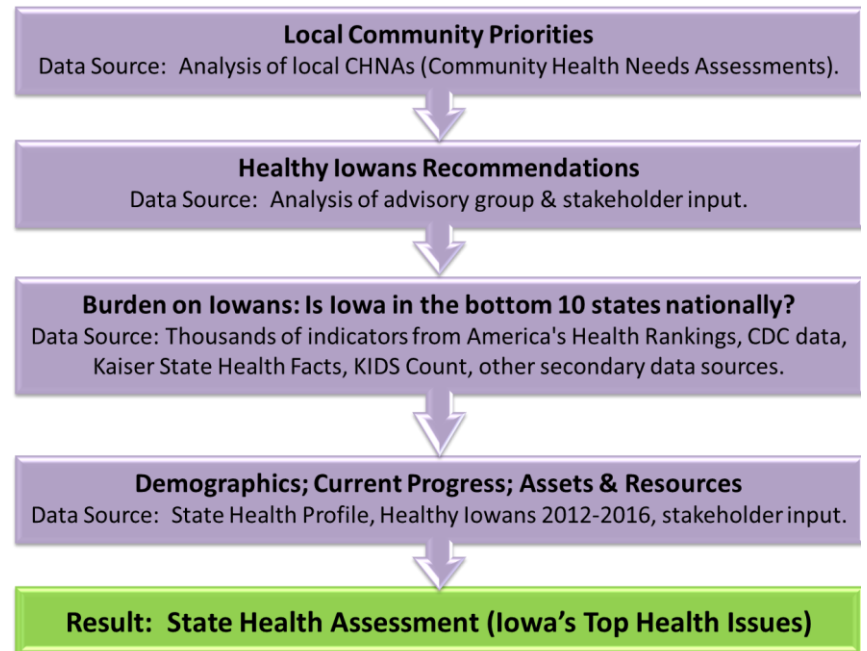 Local Community Priorities
Data Source:  Analysis of local CHNAs (Community Health Needs Assessments).
Healthy Iowans Recommendations
Data Source:  Analysis of advisory group & stakeholder input.
Burden on Iowans: Is Iowa in the bottom 10 states nationally?
Data Source: Thousands of indicators from America's Health Rankings, CDC data,
Kaiser State Health Facts, KIDS Count, other secondary data sources.
Demographics; Current Progress; Assets & Resources
Data Source:  State Health Profile, Healthy Iowans 2012-2016, stakeholder input.
Result:  State Health Assessment (Iowa’s Top Health Issues)